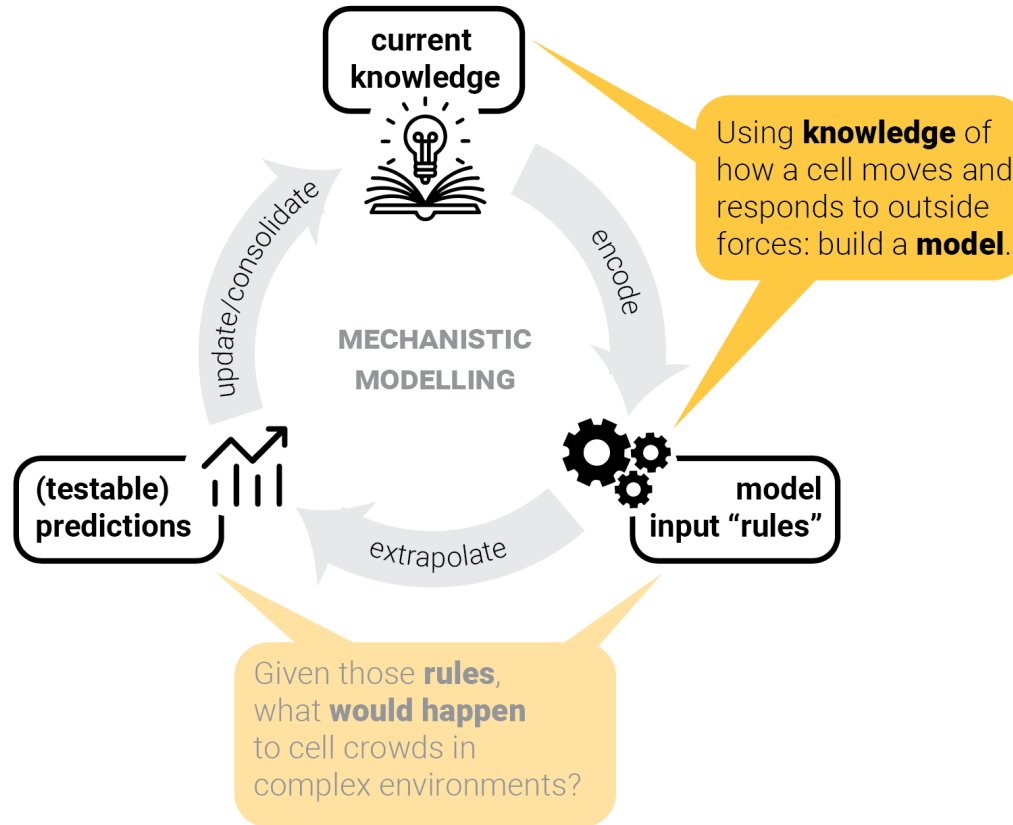 current
knowledge
Using knowledge of
how a cell moves and
responds to outside
forces: build a model.
encode
update/consolidate
MECHANISTIC
MODELLING
(testable)
predictions
model
input “rules”
extrapolate
Given those rules,
what would happen
to cell crowds in
complex environments?